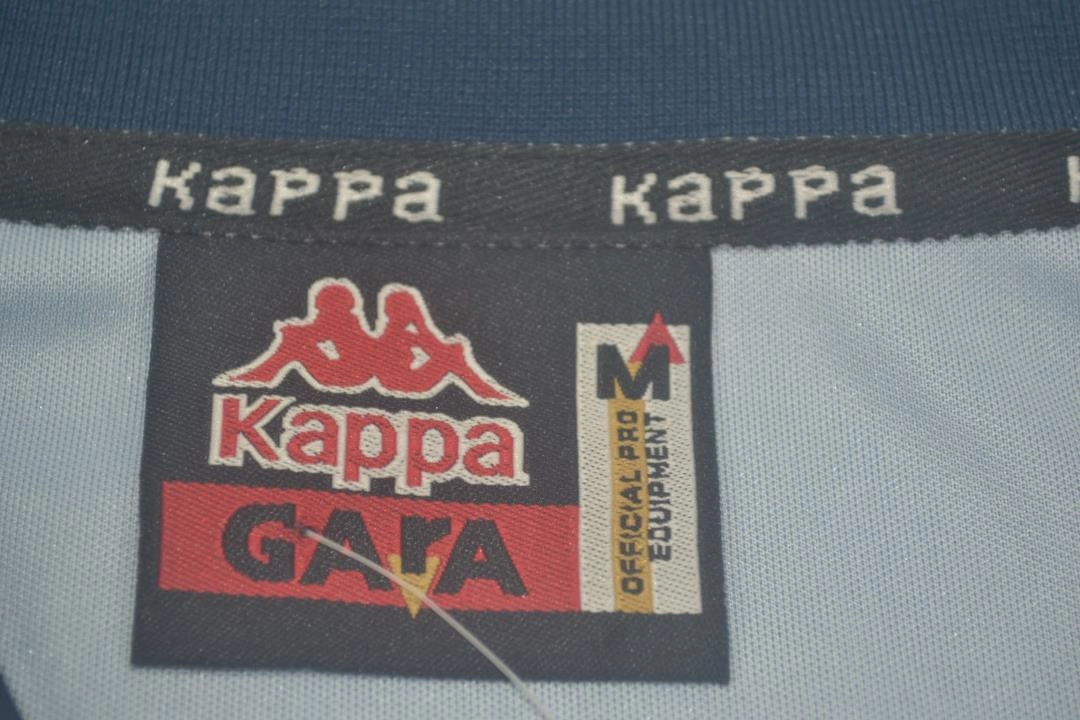 Kappa Kappa K
Kappa
GArA
M
OFFICIAL PRO
EQUIPMENT